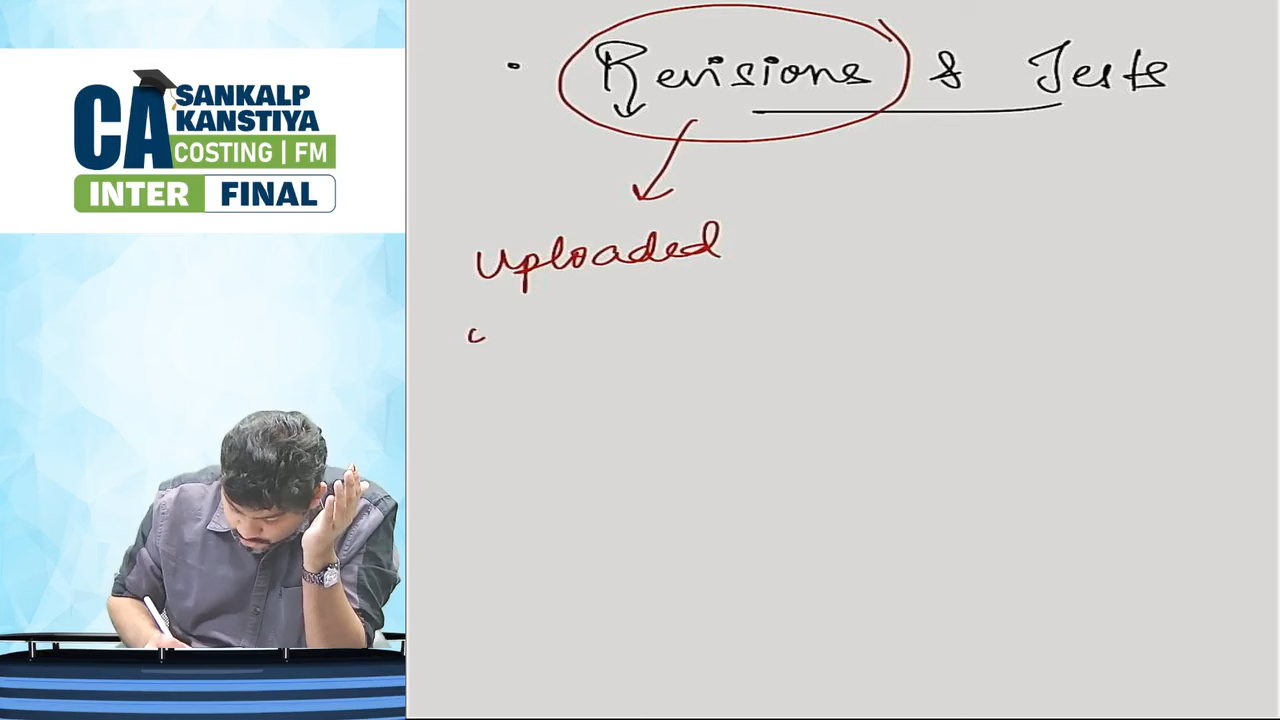 CA SANKALP KANSTIYA
COSTING | FM
INTER FINAL
· Revisions & Tests
Uploaded
c